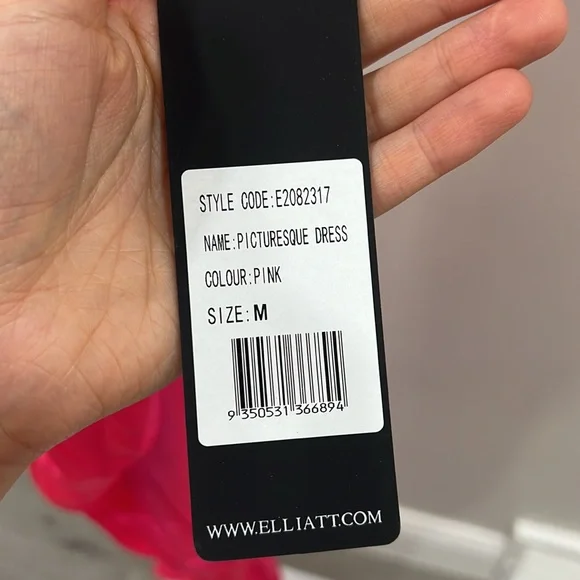 STYLE CODE:E2082317
NAME:PICTURESQUE DRESS
COLOUR:PINK
SIZE:M
9 350531 366894
WWW.ELLIATT.COM